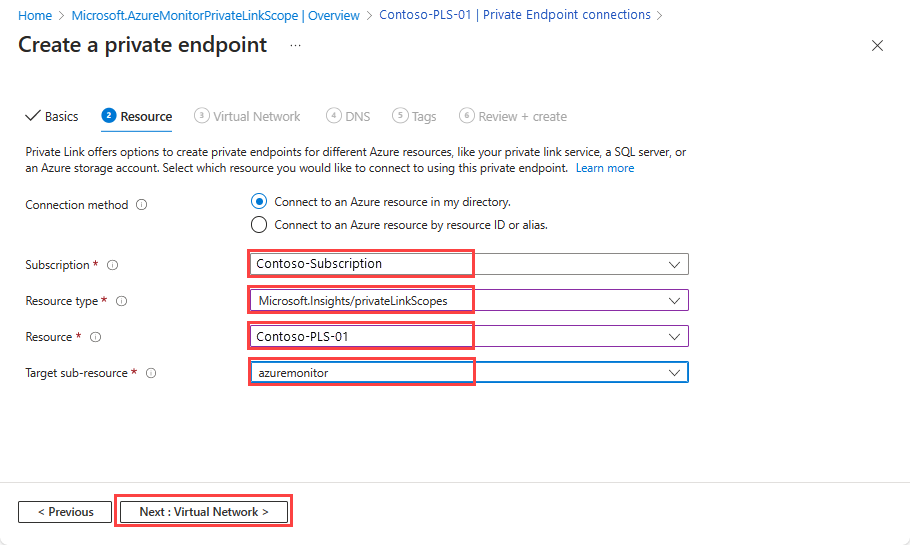 Home > Microsoft.AzureMonitorPrivateLinkScope | Overview > Contoso-PLS-01 | Private Endpoint connections >
Create a private endpoint ...
Basics 2 Resource 3 Virtual Network 4 DNS 5 Tags 6 Review + create
Private Link offers options to create private endpoints for different Azure resources, like your private link service, a SQL server, or
an Azure storage account. Select which resource you would like to connect to using this private endpoint. Learn more
Connection method
Connect to an Azure resource in my directory.
Connect to an Azure resource by resource ID or alias.
Subscription * Contoso-Subscription
Resource type * Microsoft.Insights/privateLinkScopes
Resource * Contoso-PLS-01
Target sub-resource * azuremonitor
< Previous Next : Virtual Network >